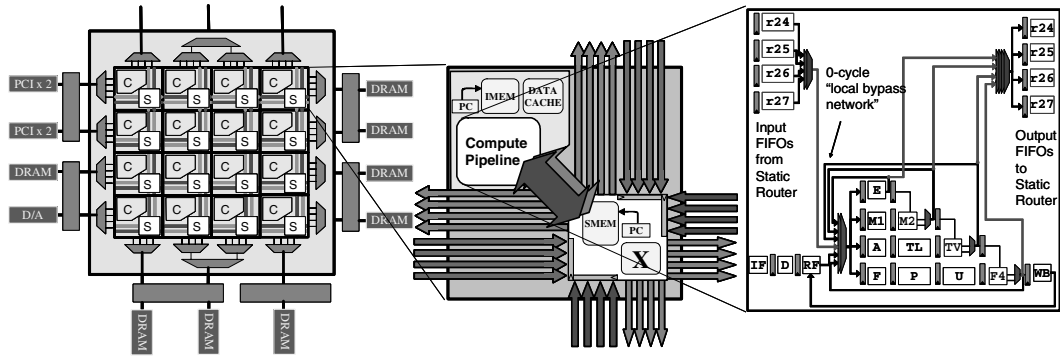 PCI x 2
PCI x 2
DRAM
D/A
C C C C
S S S S
C C C C
S S S S
C C C C
S S S S
C C C C
S S S S
DRAM
DRAM
DRAM
DRAM
DRAM
DRAM
DRAM
PC
IMEM
DATA
CACHE
Compute
Pipeline
SMEM
PC
X
r24
r25
r26
r27
Input
FIFOs
from
Static
Router
0-cycle
“local bypass
network”
r24
r25
r26
r27
Output
FIFOs
to
Static
Router
E
M1 M2
A TL TV
IF D RF
F P U F4 WB